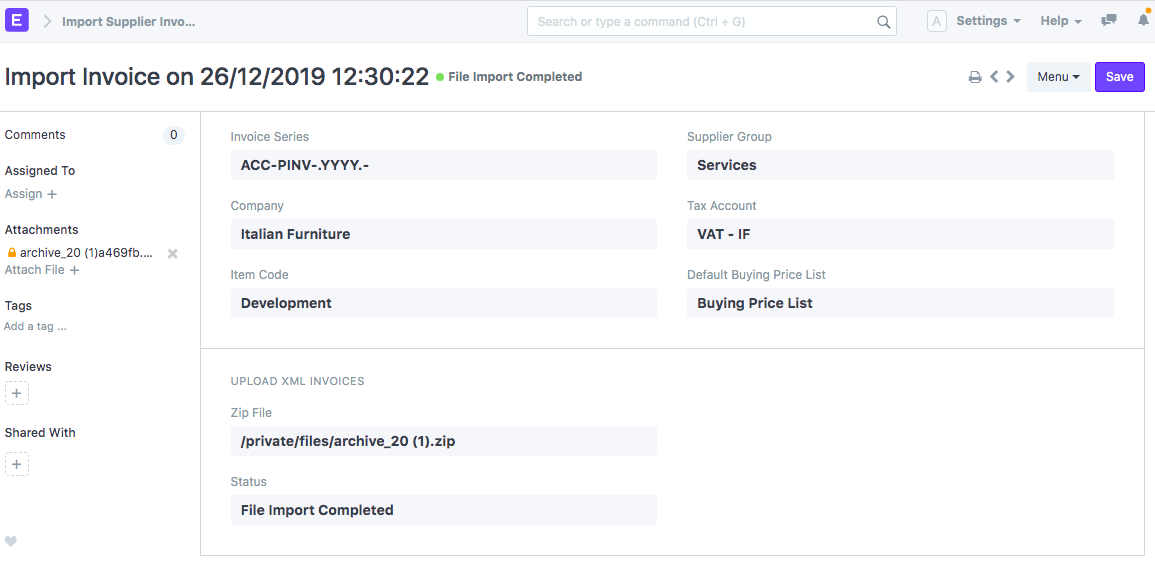 E
Import Supplier Invo...
Search or type a command (Ctrl + G)
A
Settings
Help
Import Invoice on 26/12/2019 12:30:22
File Import Completed
Menu
Save
Comments
0
Assigned To
Assign +
Attachments
archive_20 (1)a469fb....
Attach File +
Tags
Add a tag ...
Reviews
+
Shared With
+
Invoice Series
ACC-PINV-.YYYY.-
Supplier Group
Services
Company
Italian Furniture
Tax Account
VAT - IF
Item Code
Development
Default Buying Price List
Buying Price List
UPLOAD XML INVOICES
Zip File
/private/files/archive_20 (1).zip
Status
File Import Completed